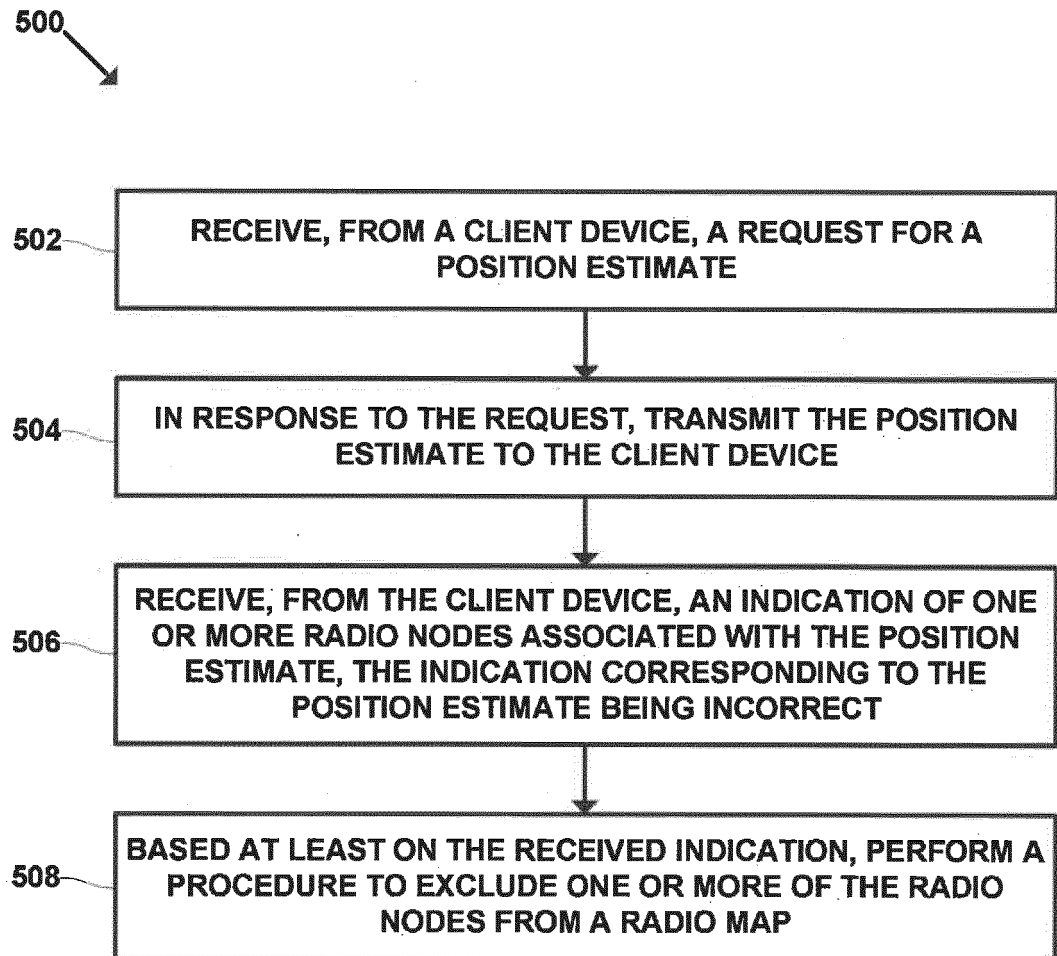 500
502
RECEIVE, FROM A CLIENT DEVICE, A REQUEST FOR A
POSITION ESTIMATE
504
IN RESPONSE TO THE REQUEST, TRANSMIT THE POSITION
ESTIMATE TO THE CLIENT DEVICE
506
RECEIVE, FROM THE CLIENT DEVICE, AN INDICATION OF ONE
OR MORE RADIO NODES ASSOCIATED WITH THE POSITION
ESTIMATE, THE INDICATION CORRESPONDING TO THE
POSITION ESTIMATE BEING INCORRECT
508
BASED AT LEAST ON THE RECEIVED INDICATION, PERFORM A
PROCEDURE TO EXCLUDE ONE OR MORE OF THE RADIO
NODES FROM A RADIO MAP